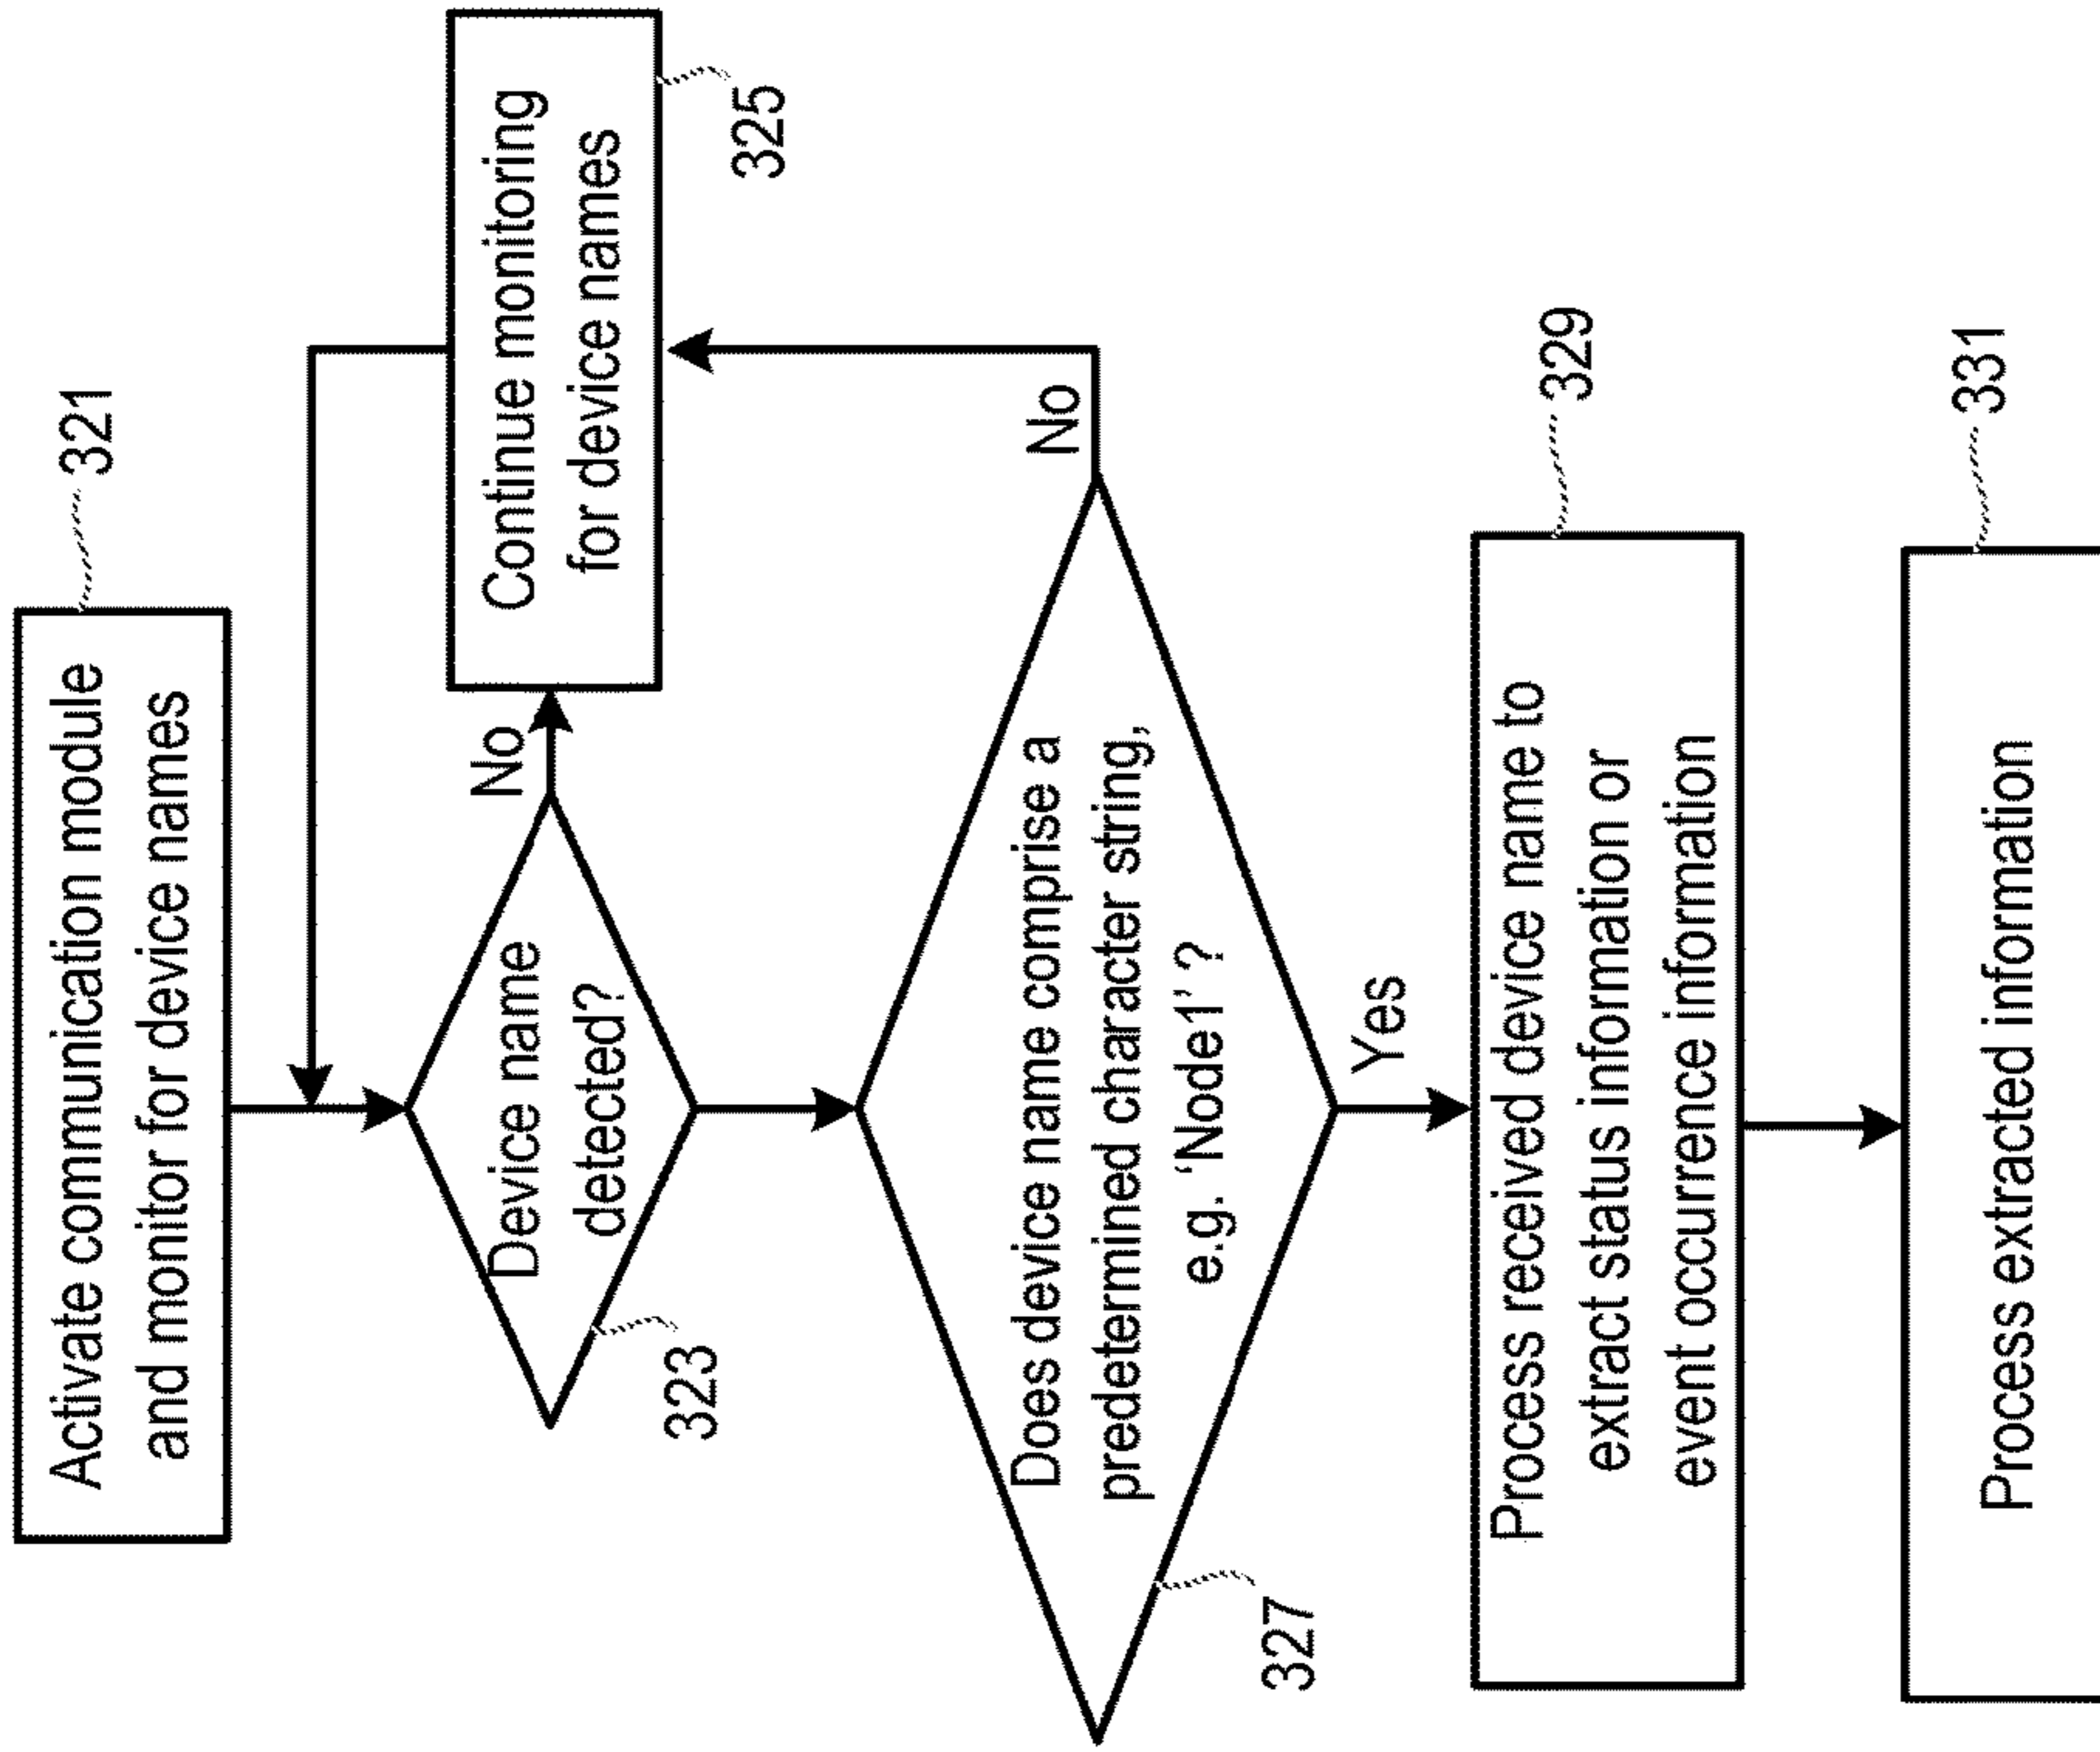 Activate communication module
and monitor for device names
321
Device name
detected?
323
No
Continue monitoring
for device names
325
Does device name comprise a
predetermined character string,
e.g. ‘Node1’ ?
327
No
Yes
Process received device name to
extract status information or
event occurrence information
329
Process extracted information
331